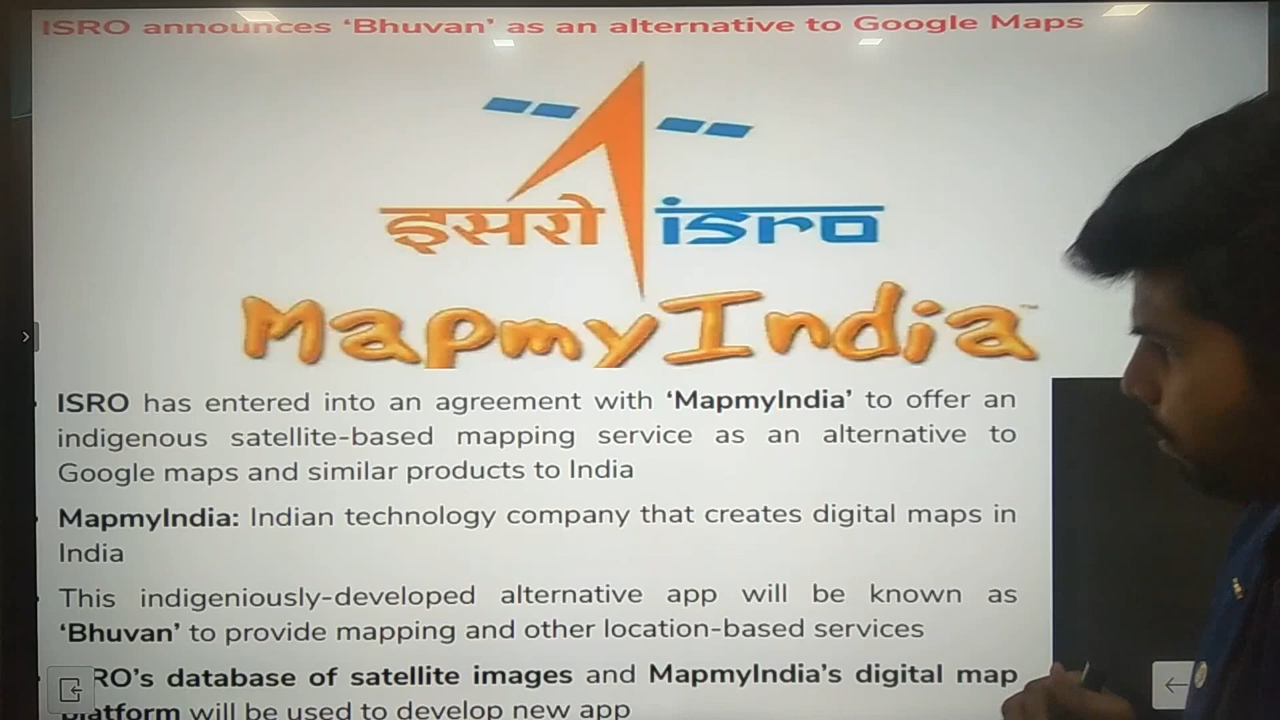 ISRO announces ‘Bhuvan’ as an alternative to Google Maps
इसरो isro
MapmyIndia™
ISRO has entered into an agreement with ‘MapmyIndia’ to offer an
indigenous satellite-based mapping service as an alternative to
Google maps and similar products to India
MapmyIndia: Indian technology company that creates digital maps in
India
This indigeniously-developed alternative app will be known as
‘Bhuvan’ to provide mapping and other location-based services
RO’s database of satellite images and MapmyIndia’s digital map
platform will be used to develop new app